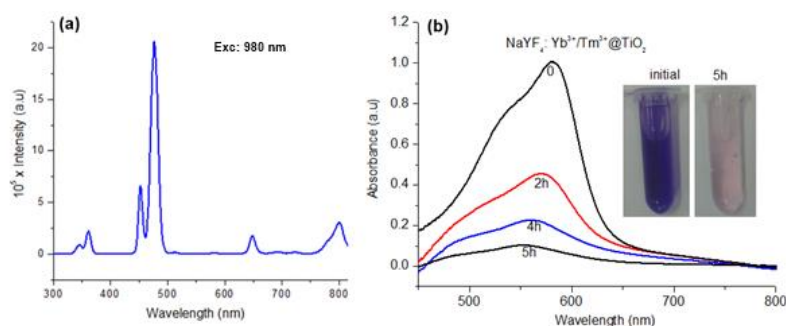 (a)
Exc: 980 nm
20
15
10
5
0
10⁵ x Intensity (a.u)
300 400 500 600 700 800
Wavelength (nm)
(b)
NaYF₄: Yb³⁺/Tm³⁺@TiO₂
initial 5h
1.2
1.0
0.8
0.6
0.4
0.2
0.0
Absorbance (a.u)
0
2h
4h
5h
500 600 700 800
Wavelength (nm)